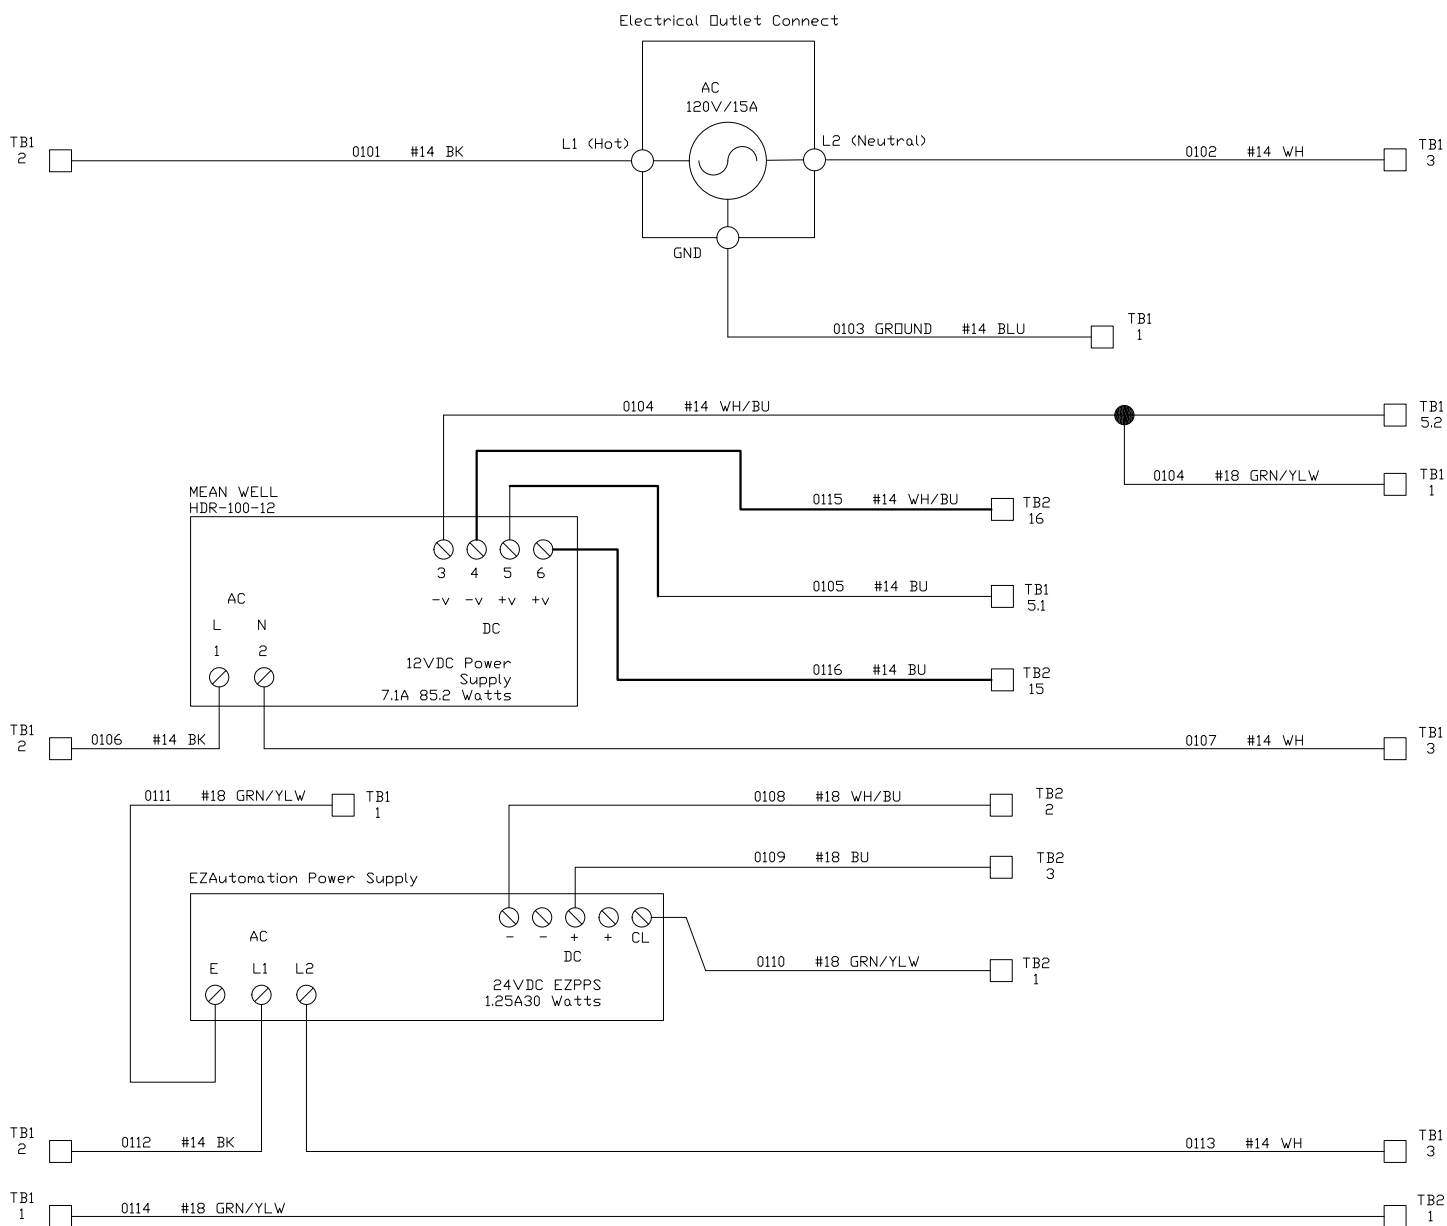 Electrical Outlet Connect
AC
120V/15A
TB1
2
0101 #14 BK
L1 (Hot)
L2 (Neutral)
0102 #14 WH
TB1
3
GND
0103 GROUND #14 BLU
TB1
1
0104 #14 WH/BU
TB1
5.2
0104 #18 GRN/YLW
TB1
1
MEAN WELL
HDR-100-12
0115 #14 WH/BU
TB2
16
3 4 5 6
-v -v +v +v
DC
AC
L N
1 2
0105 #14 BU
TB1
5.1
12VDC Power
Supply
7.1A 85.2 Watts
0116 #14 BU
TB2
15
TB1
2
0106 #14 BK
0107 #14 WH
TB1
3
0111 #18 GRN/YLW
TB1
1
0108 #18 WH/BU
TB2
2
0109 #18 BU
TB2
3
EZAutomation Power Supply
- - + + CL
DC
AC
E L1 L2
24VDC EZPPS
1.25A30 Watts
0110 #18 GRN/YLW
TB2
1
TB1
2
0112 #14 BK
0113 #14 WH
TB1
3
TB1
1
0114 #18 GRN/YLW
TB2
1